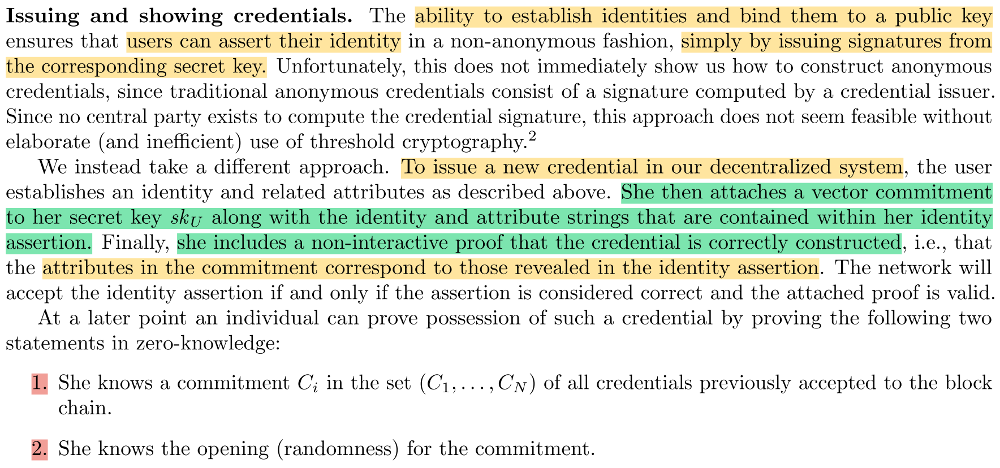 Issuing and showing credentials. The ability to establish identities and bind them to a public key
ensures that users can assert their identity in a non-anonymous fashion, simply by issuing signatures from
the corresponding secret key. Unfortunately, this does not immediately show us how to construct anonymous
credentials, since traditional anonymous credentials consist of a signature computed by a credential issuer.
Since no central party exists to compute the credential signature, this approach does not seem feasible without
elaborate (and inefficient) use of threshold cryptography.²
We instead take a different approach. To issue a new credential in our decentralized system, the user
establishes an identity and related attributes as described above. She then attaches a vector commitment
to her secret key sk_U along with the identity and attribute strings that are contained within her identity
assertion. Finally, she includes a non-interactive proof that the credential is correctly constructed, i.e., that
the attributes in the commitment correspond to those revealed in the identity assertion. The network will
accept the identity assertion if and only if the assertion is considered correct and the attached proof is valid.
At a later point an individual can prove possession of such a credential by proving the following two
statements in zero-knowledge:
1. She knows a commitment C_i in the set (C_1, . . . , C_N) of all credentials previously accepted to the block
chain.
2. She knows the opening (randomness) for the commitment.